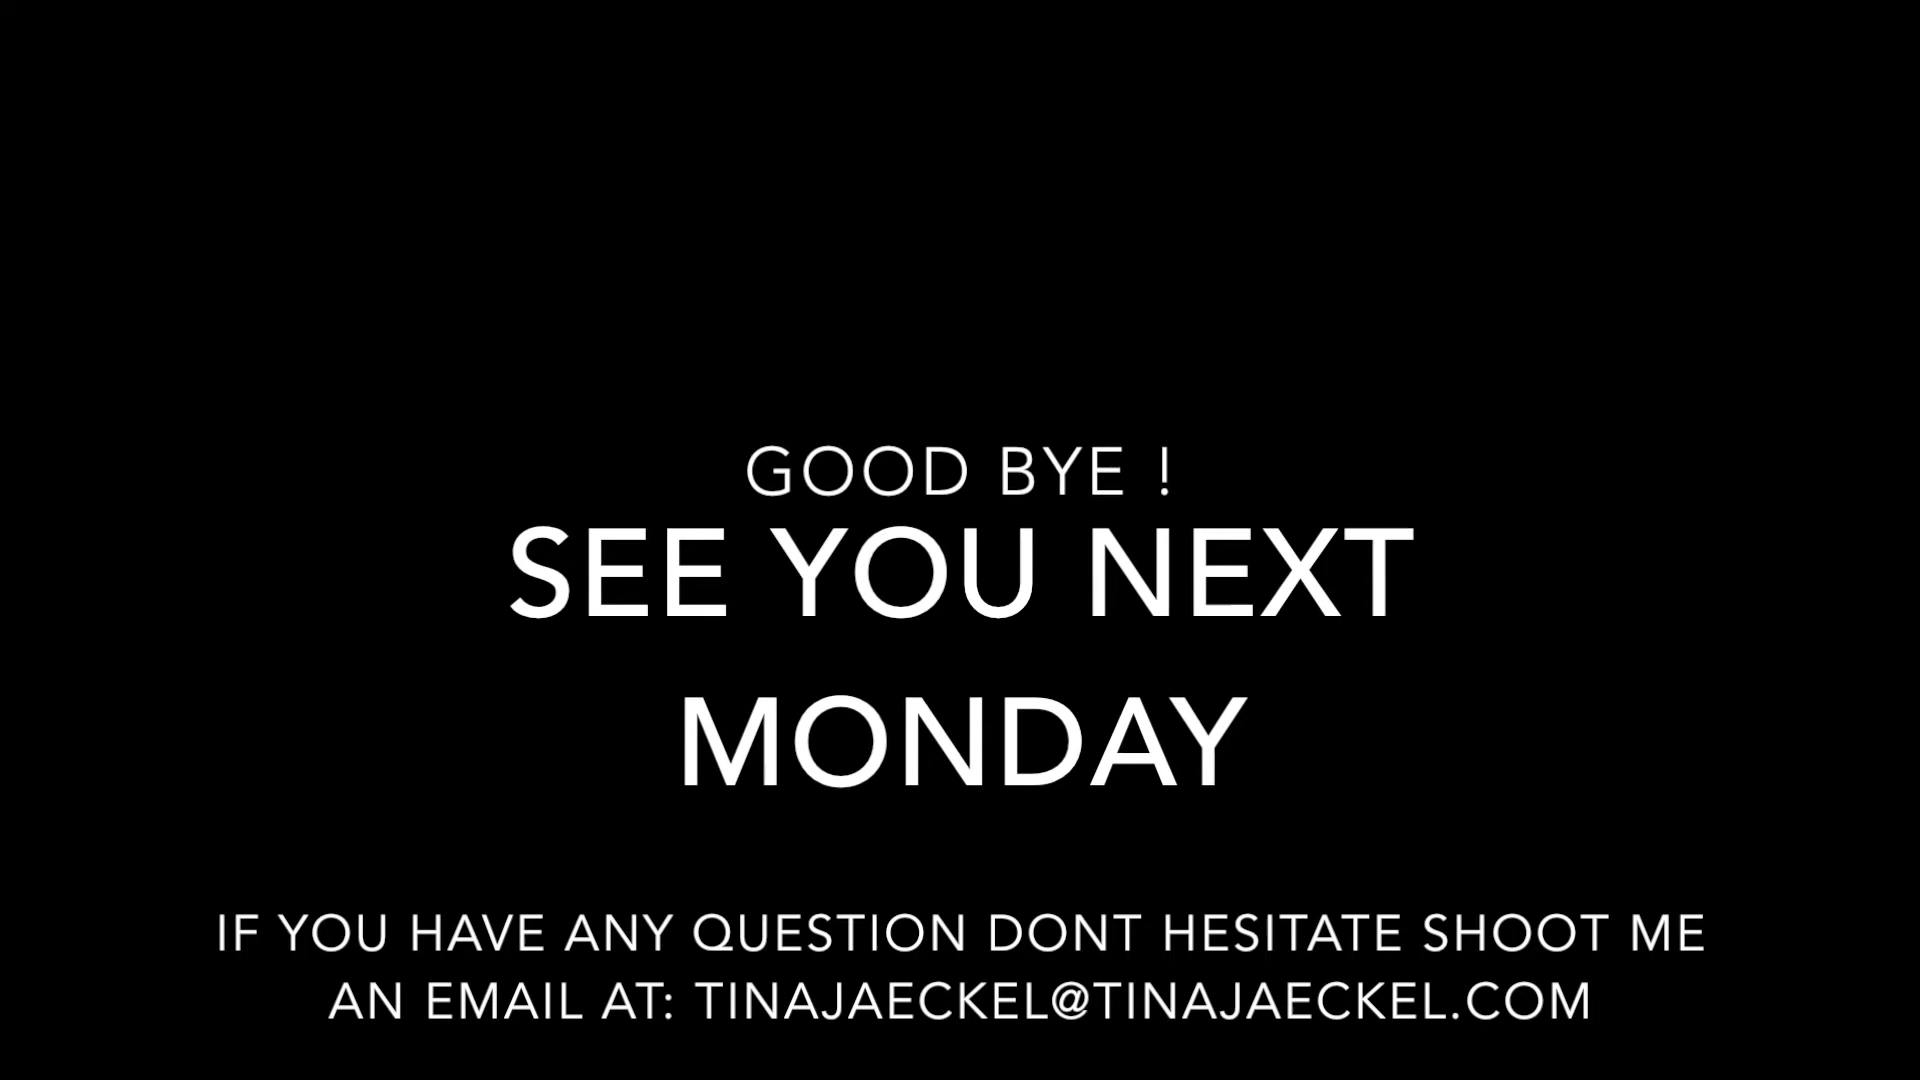 GOOD BYE !
SEE YOU NEXT
MONDAY
IF YOU HAVE ANY QUESTION DONT HESITATE SHOOT ME
AN EMAIL AT: TINAJAECKEL@TINAJAECKEL.COM